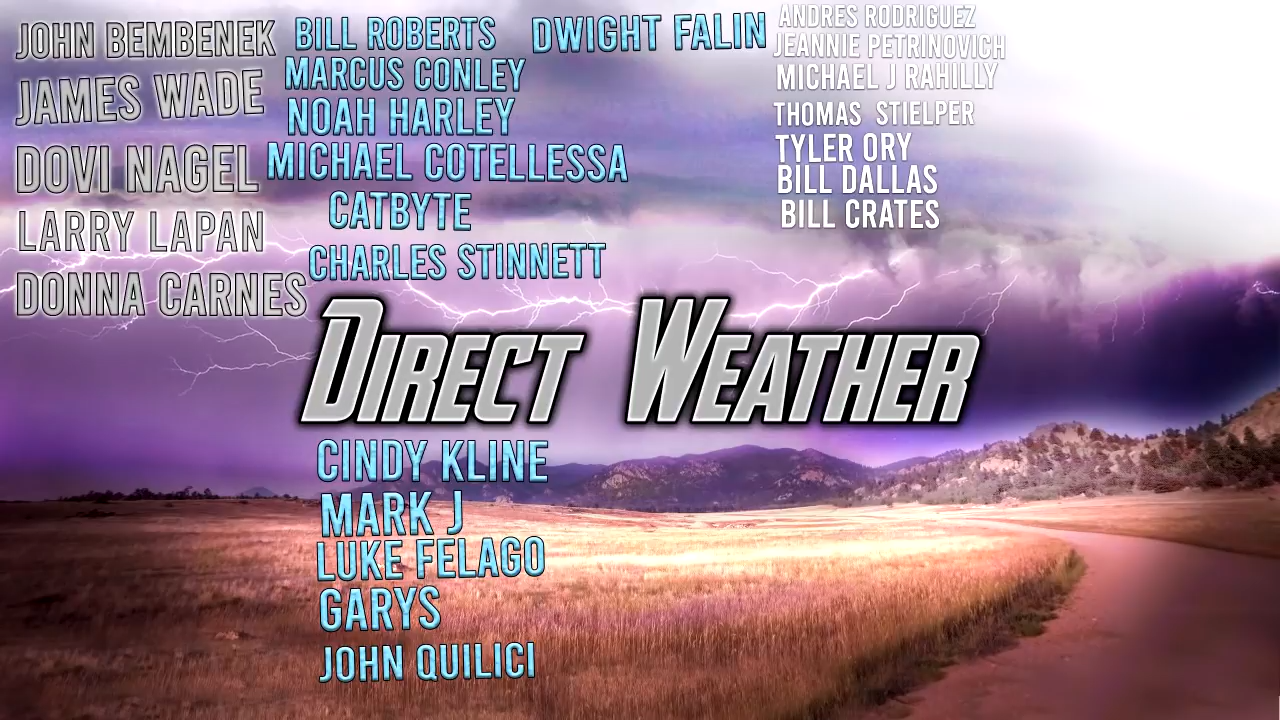 JOHN BEMBENEK
JAMES WADE
DOVI NAGEL
LARRY LAPAN
DONNA CARNES
BILL ROBERTS
MARCUS CONLEY
NOAH HARLEY
MICHAEL COTELLESSA
CATBYTE
CHARLES STINNETT
DWIGHT FALIN
ANDRES RODRIGUEZ
JEANNIE PETRINOVICH
MICHAEL J RAHILLY
THOMAS STIELPER
TYLER ORY
BILL DALLAS
BILL CRATES
DIRECT WEATHER
CINDY KLINE
MARK J
LUKE FELAGO
GARYS
JOHN QUILICI